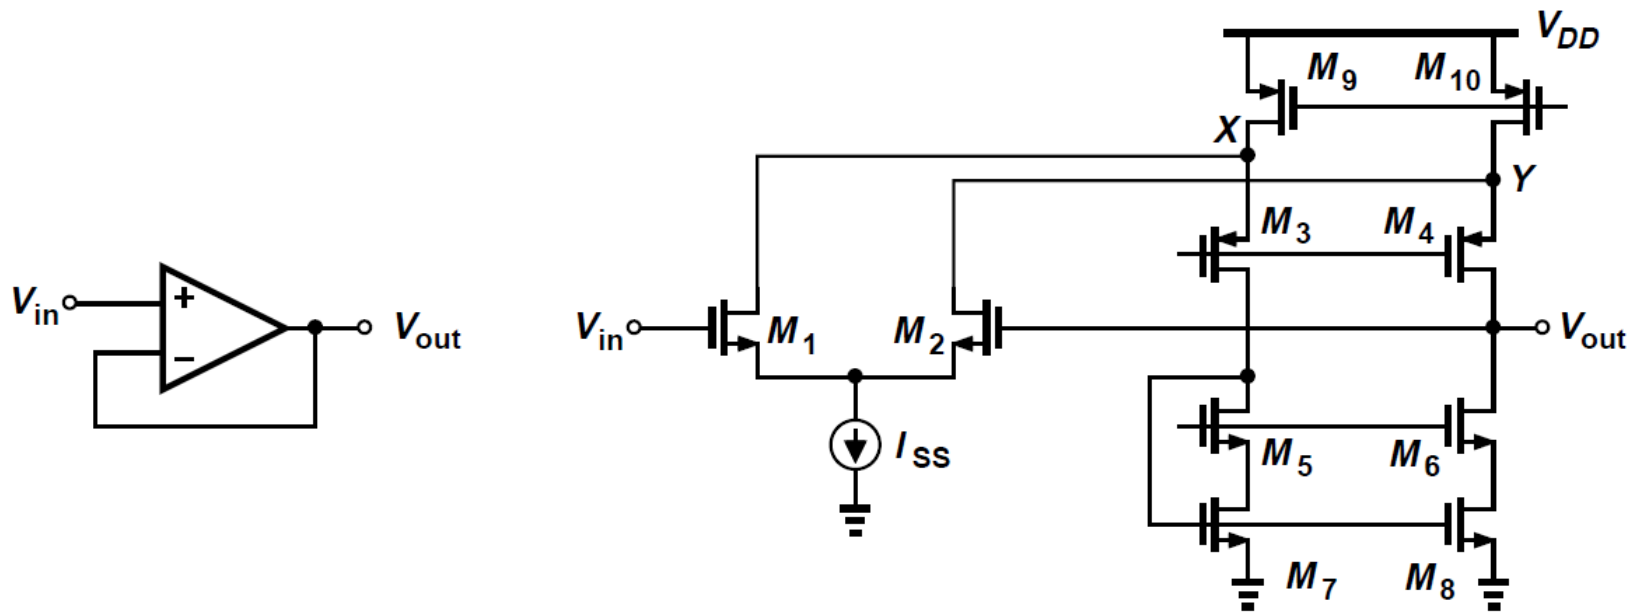 V_in
+
−
V_out
V_in
M_1
M_2
I_SS
V_DD
M_9
M_10
X
Y
M_3
M_4
V_out
M_5
M_6
M_7
M_8